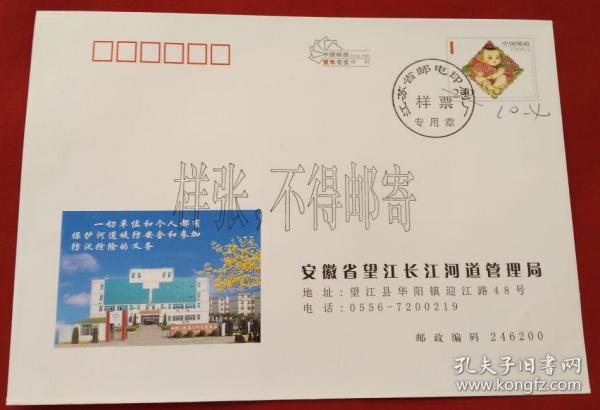 中国邮政
贺年有奖
中国邮政
CHINA
江苏省邮电印刷厂
样票
专用章
样张，不得邮寄
一切单位和个人都有
保护河道堤防安全和参加
防汛抢险的义务
安徽省望江长江河道管理局
地址：望江县华阳镇迎江路48号
电话：0556-7200219
邮政编码 246200
孔夫子旧书网
www.kongfz.com